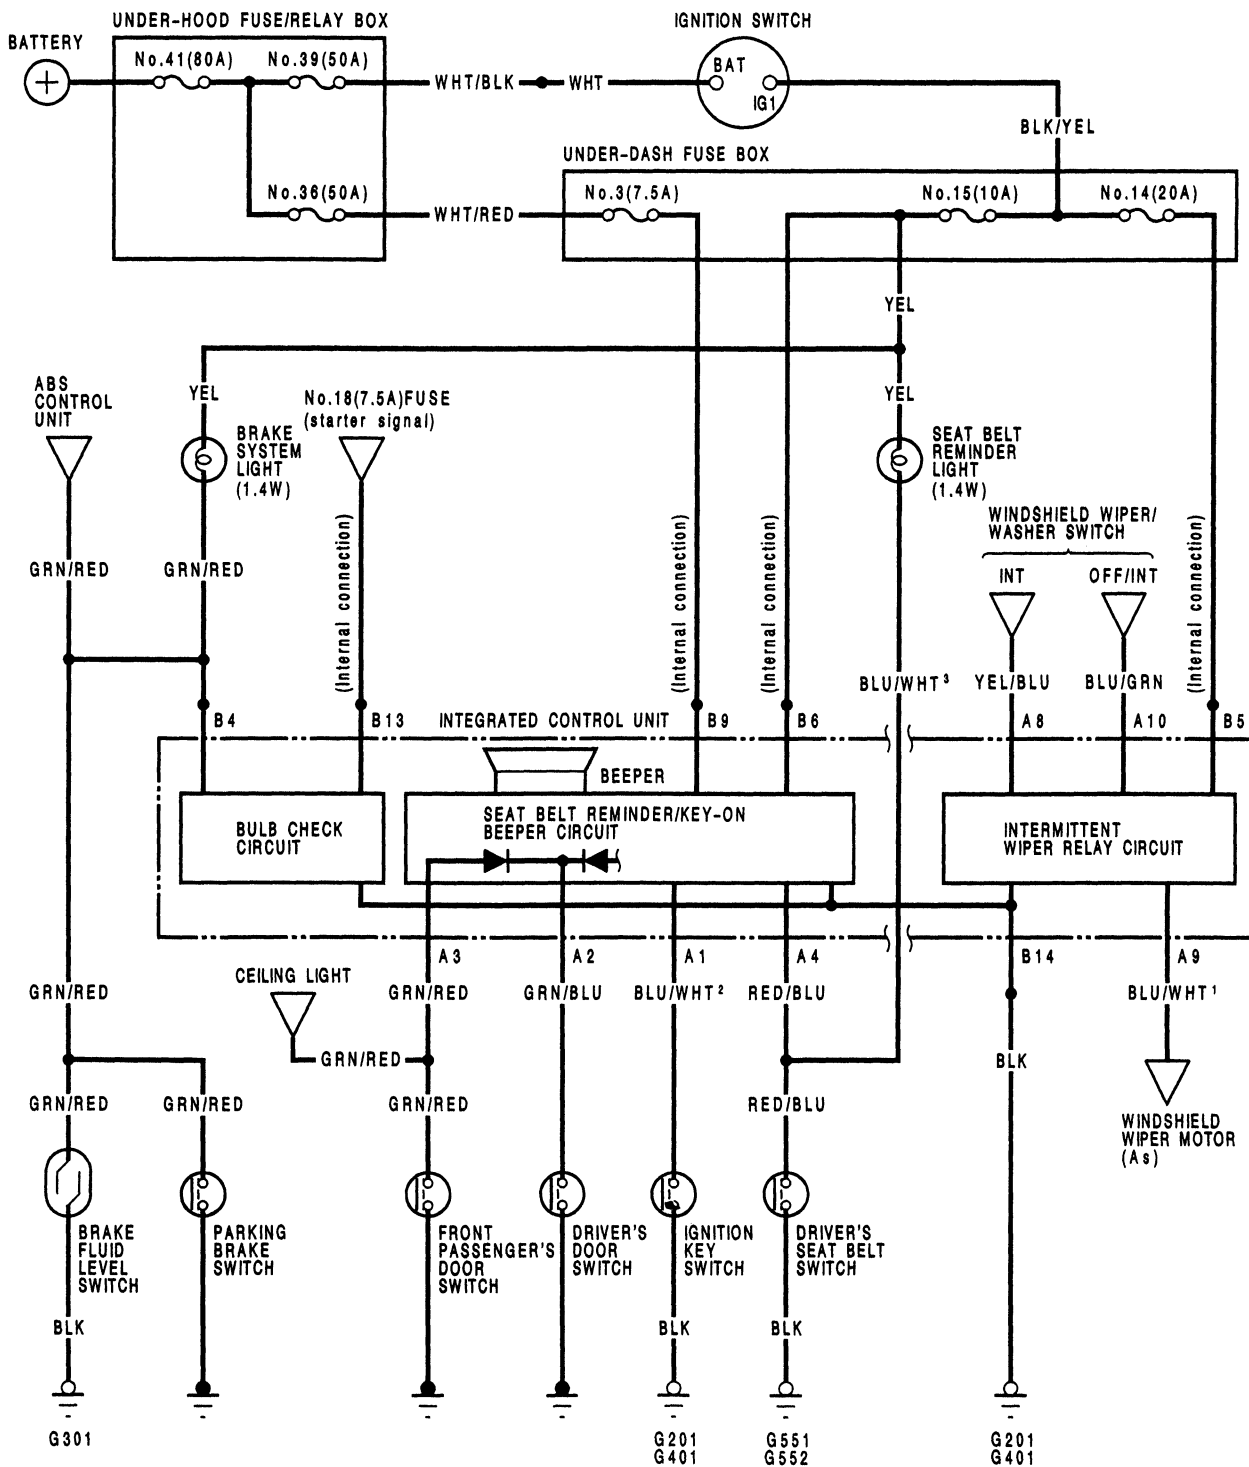 UNDER-HOOD FUSE/RELAY BOX
IGNITION SWITCH
BATTERY
No.41(80A)
No.39(50A)
WHT/BLK
WHT
BAT
IG1
BLK/YEL
UNDER-DASH FUSE BOX
No.36(50A)
WHT/RED
No.3(7.5A)
No.15(10A)
No.14(20A)
YEL
ABS
CONTROL
UNIT
YEL
No.18(7.5A)FUSE
(starter signal)
YEL
BRAKE
SYSTEM
LIGHT
(1.4W)
SEAT BELT
REMINDER
LIGHT
(1.4W)
WINDSHIELD WIPER/
WASHER SWITCH
INT
OFF/INT
GRN/RED
GRN/RED
(Internal connection)
(Internal connection)
(Internal connection)
(Internal connection)
BLU/WHT³
YEL/BLU
BLU/GRN
B4
B13
INTEGRATED CONTROL UNIT
B9
B6
A8
A10
B5
BEEPER
BULB CHECK
CIRCUIT
SEAT BELT REMINDER/KEY-ON
BEEPER CIRCUIT
INTERMITTENT
WIPER RELAY CIRCUIT
A3
A2
A1
A4
B14
A9
CEILING LIGHT
GRN/RED
GRN/RED
GRN/BLU
BLU/WHT²
RED/BLU
BLU/WHT¹
GRN/RED
BLK
GRN/RED
GRN/RED
GRN/RED
RED/BLU
WINDSHIELD
WIPER MOTOR
(As)
BRAKE
FLUID
LEVEL
SWITCH
PARKING
BRAKE
SWITCH
FRONT
PASSENGER'S
DOOR
SWITCH
DRIVER'S
DOOR
SWITCH
IGNITION
KEY
SWITCH
DRIVER'S
SEAT BELT
SWITCH
BLK
BLK
BLK
G301
G201
G401
G551
G552
G201
G401